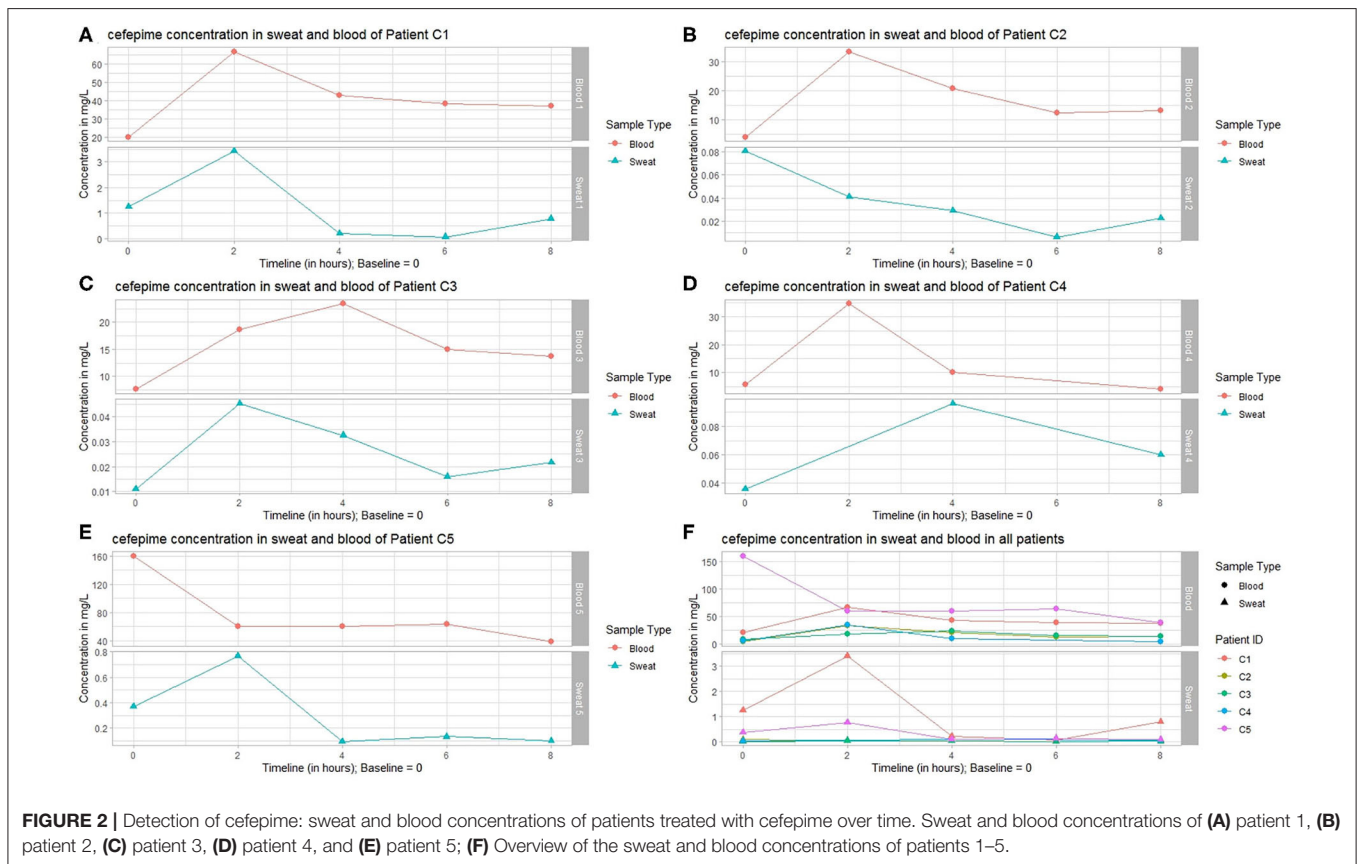 A
cefepime concentration in sweat and blood of Patient C1
Concentration in mg/L
60
50
40
30
20
Blood 1
3
2
1
0
Sweat 1
0 2 4 6 8
Timeline (in hours); Baseline = 0
Sample Type
Blood
Sweat
B
cefepime concentration in sweat and blood of Patient C2
Concentration in mg/L
30
20
10
Blood 2
0.08
0.06
0.04
0.02
Sweat 2
0 2 4 6 8
Timeline (in hours); Baseline = 0
Sample Type
Blood
Sweat
C
cefepime concentration in sweat and blood of Patient C3
Concentration in mg/L
20
15
10
Blood 3
0.04
0.03
0.02
0.01
Sweat 3
0 2 4 6 8
Timeline (in hours); Baseline = 0
Sample Type
Blood
Sweat
D
cefepime concentration in sweat and blood of Patient C4
Concentration in mg/L
30
20
10
Blood 4
0.08
0.06
0.04
Sweat 4
0 2 4 6 8
Timeline (in hours); Baseline = 0
Sample Type
Blood
Sweat
E
cefepime concentration in sweat and blood of Patient C5
Concentration in mg/L
160
120
80
40
Blood 5
0.8
0.6
0.4
0.2
Sweat 5
0 2 4 6 8
Timeline (in hours); Baseline = 0
Sample Type
Blood
Sweat
F
cefepime concentration in sweat and blood in all patients
Concentration in mg/L
150
100
50
0
Blood
3
2
1
0
Sweat
0 2 4 6 8
Timeline (in hours); Baseline = 0
Sample Type
Blood
Sweat
Patient ID
C1
C2
C3
C4
C5
FIGURE 2 | Detection of cefepime: sweat and blood concentrations of patients treated with cefepime over time. Sweat and blood concentrations of (A) patient 1, (B)
patient 2, (C) patient 3, (D) patient 4, and (E) patient 5; (F) Overview of the sweat and blood concentrations of patients 1–5.